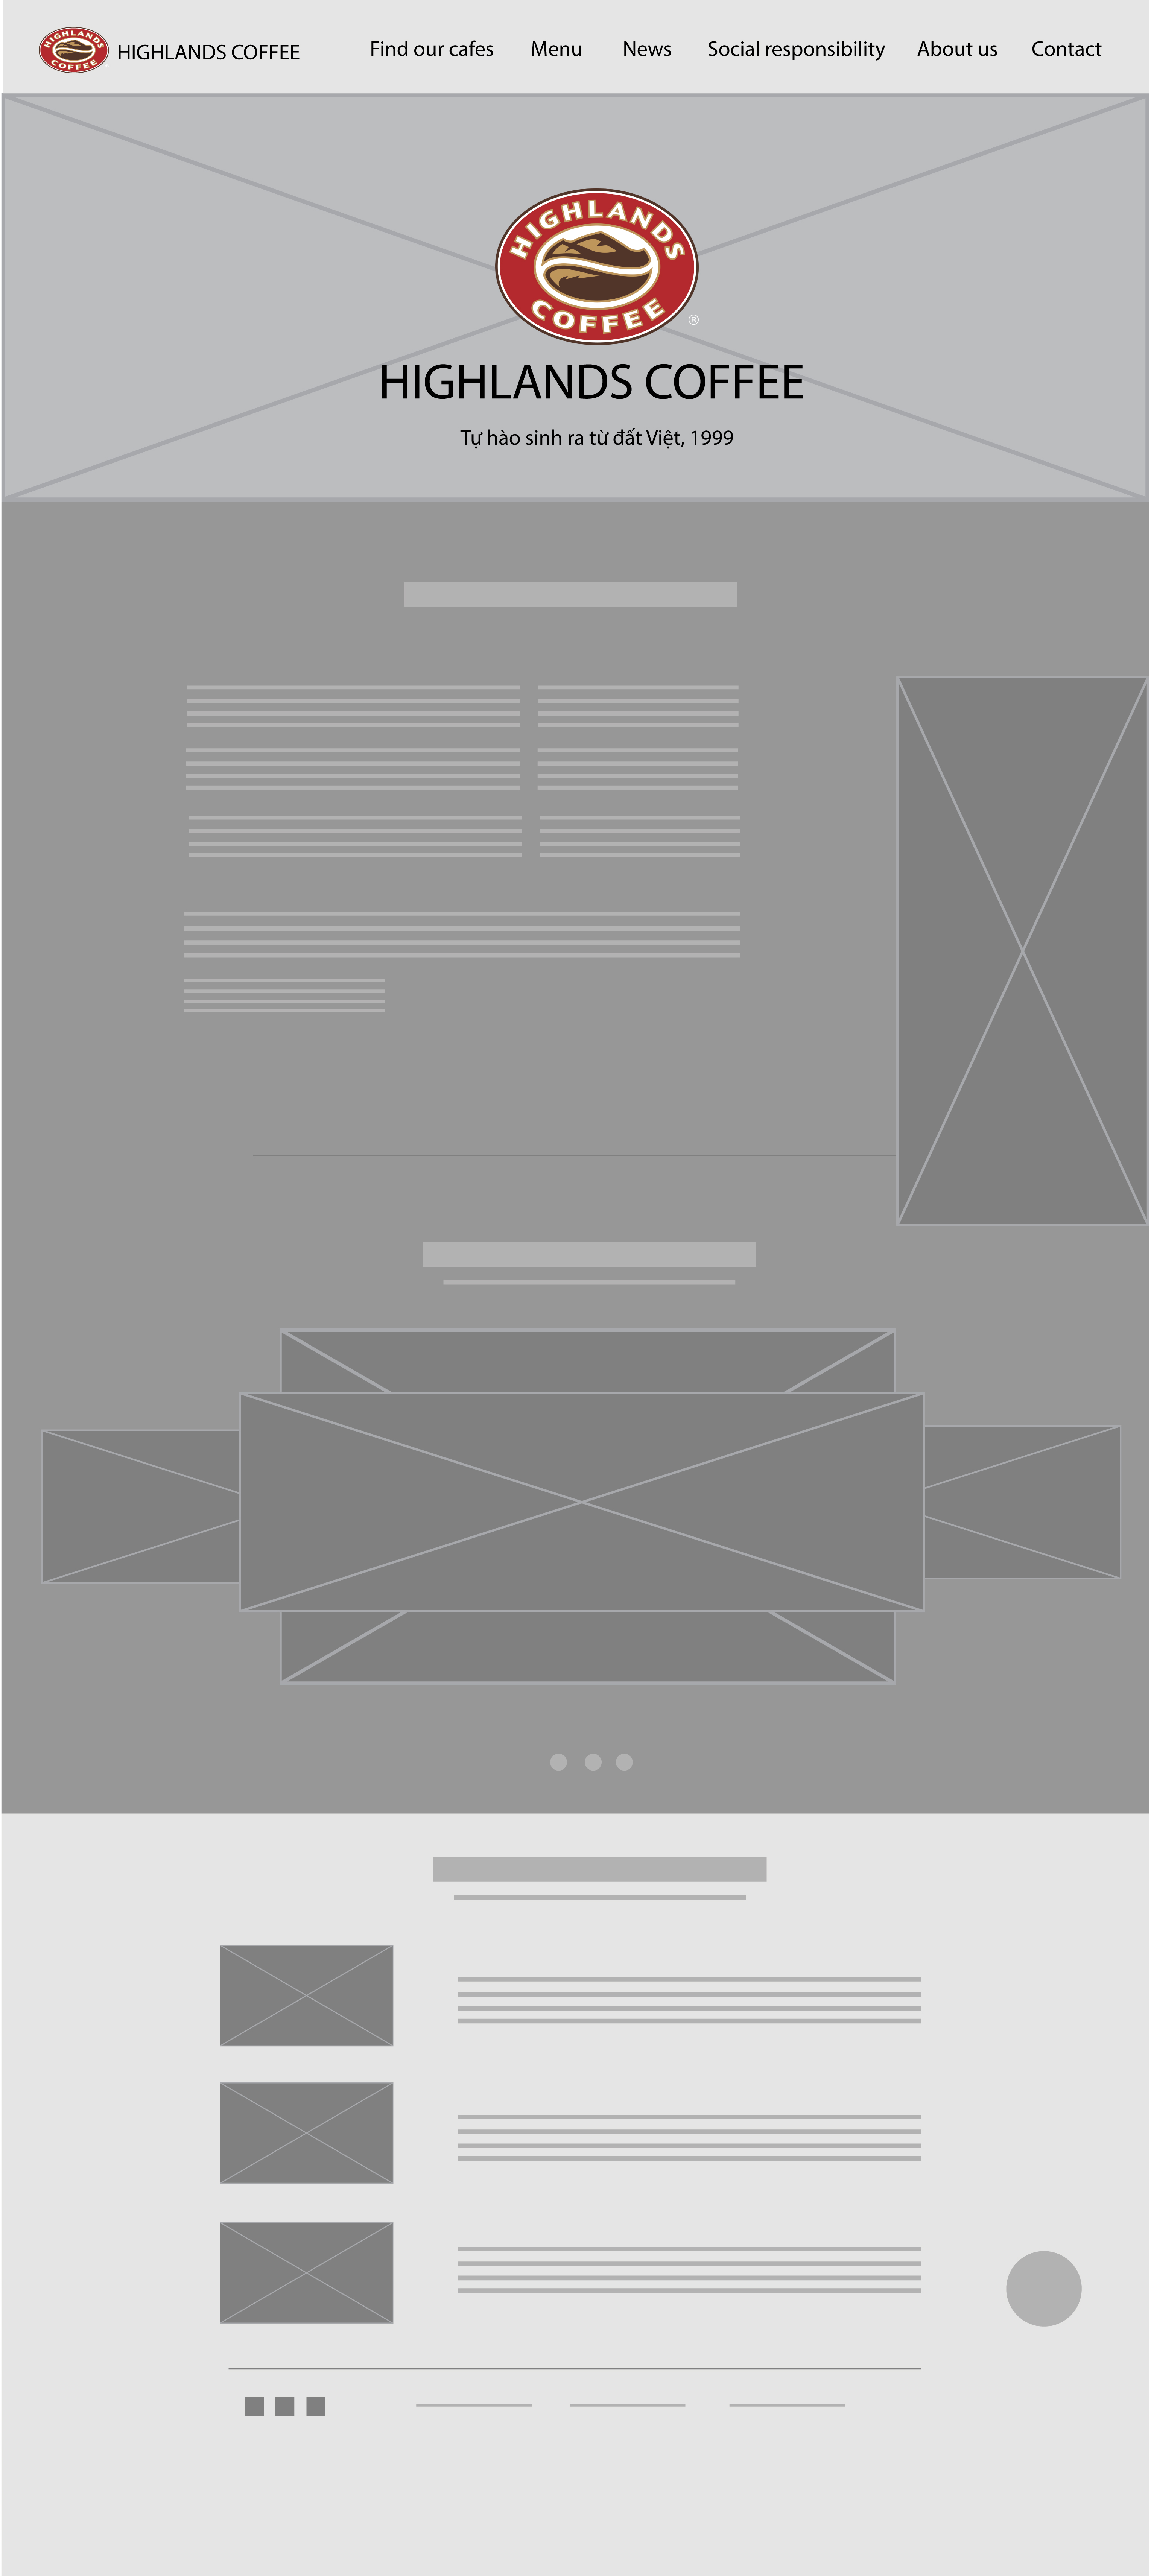 HIGHLANDS COFFEE
HIGHLANDS COFFEE
Find our cafes
Menu
News
Social responsibility
About us
Contact
HIGHLANDS
COFFEE
®
HIGHLANDS COFFEE
Tự hào sinh ra từ đất Việt, 1999